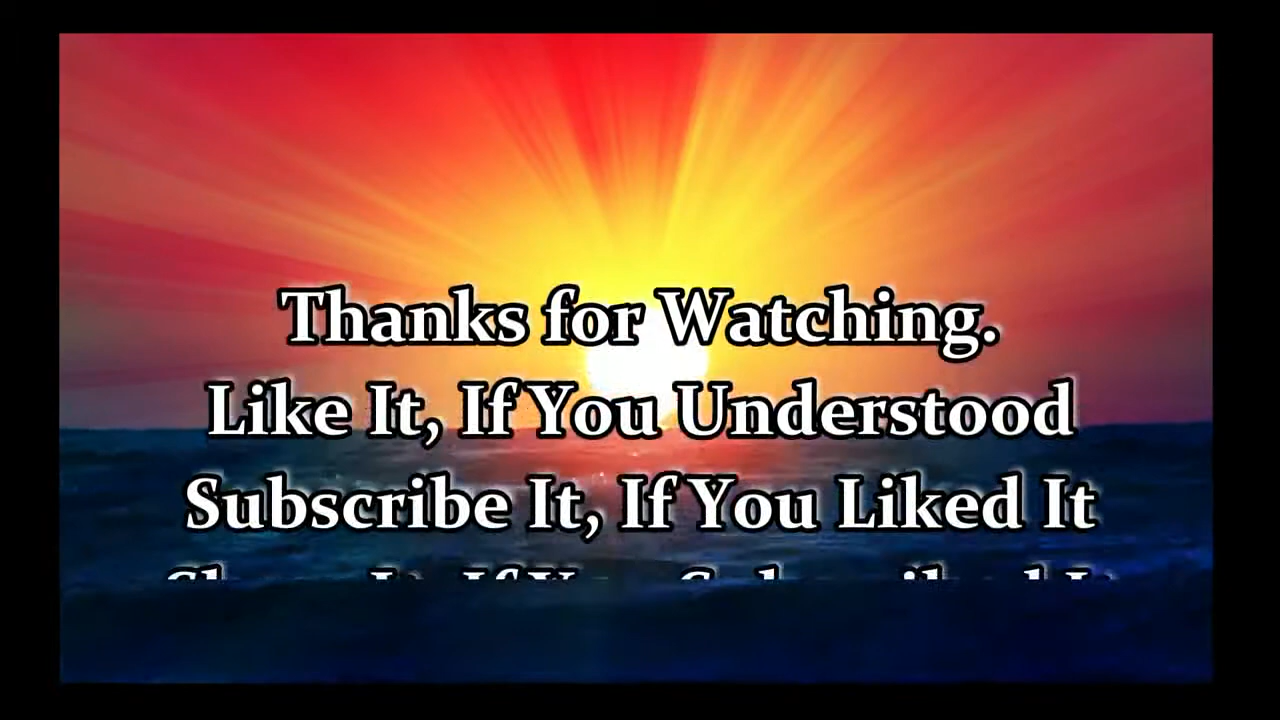 Thanks for Watching.
Like It, If You Understood
Subscribe It, If You Liked It